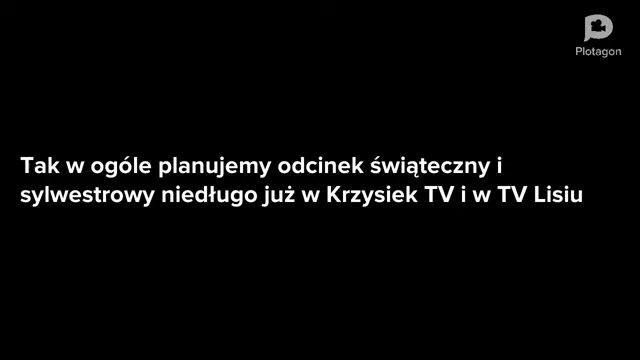 Plotagon
Tak w ogóle planujemy odcinek świąteczny i
sylwestrowy niedługo już w Krzysiek TV i w TV Lisiu